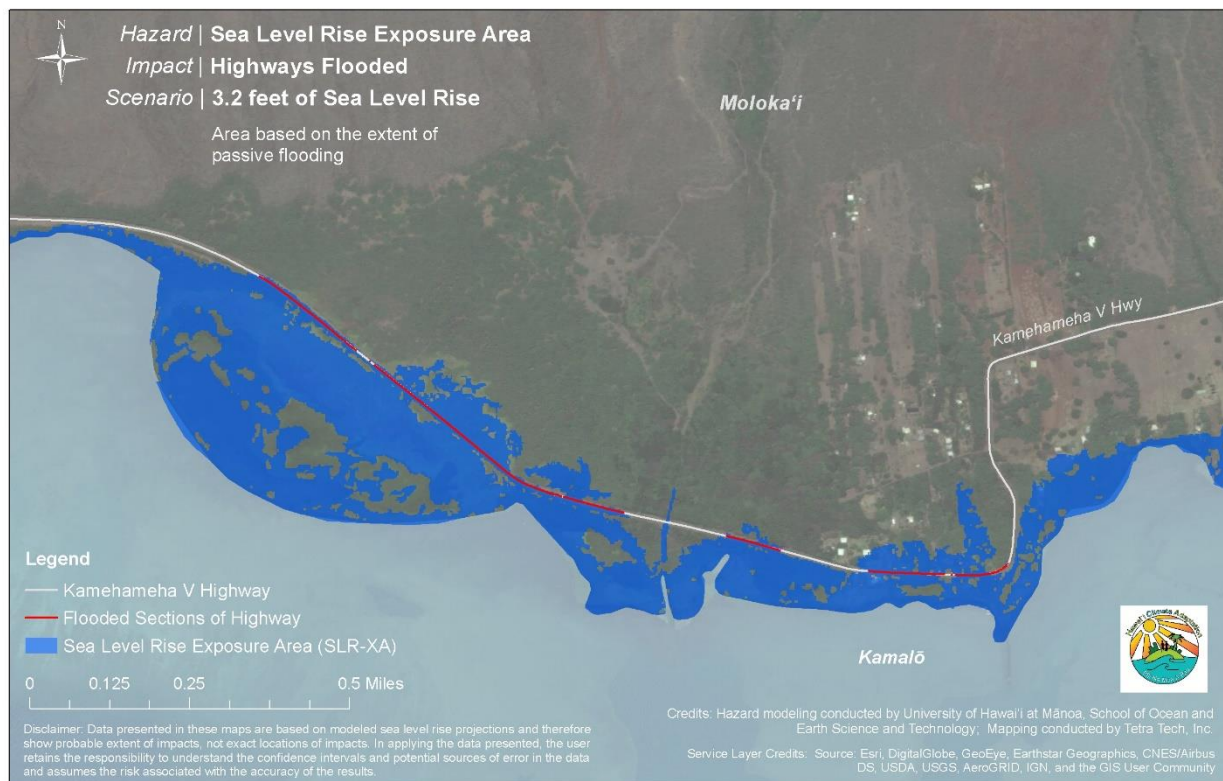 N
Hazard | Sea Level Rise Exposure Area
Impact | Highways Flooded
Scenario | 3.2 feet of Sea Level Rise
Area based on the extent of
passive flooding
Moloka‘i
Kamehameha V Hwy
Legend
Kamehameha V Highway
Flooded Sections of Highway
Sea Level Rise Exposure Area (SLR-XA)
0 0.125 0.25 0.5 Miles
Kamalō
Disclaimer: Data presented in these maps are based on modeled sea level rise projections and therefore
show probable extent of impacts, not exact locations of impacts. In applying the data presented, the user
retains the responsibility to understand the confidence intervals and potential sources of error in the data
and assumes the risk associated with the accuracy of the results.
Hawai‘i Climate Adaptation
Credits: Hazard modeling conducted by University of Hawai‘i at Mānoa, School of Ocean and
Earth Science and Technology; Mapping conducted by Tetra Tech, Inc.
Service Layer Credits: Source: Esri, DigitalGlobe, GeoEye, Earthstar Geographics, CNES/Airbus
DS, USDA, USGS, AeroGRID, IGN, and the GIS User Community